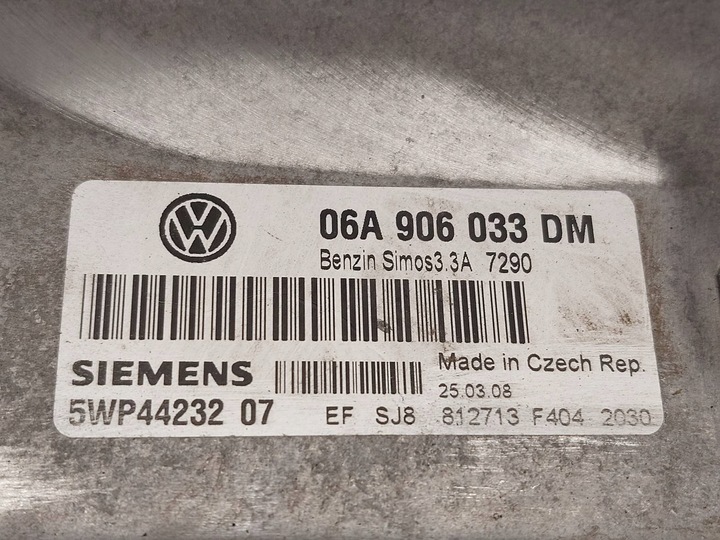 06A 906 033 DM
Benzin Simos3.3A 7290
SIEMENS
Made in Czech Rep.
25.03.08
5WP44232 07 EF SJ8 812713 F404 2030